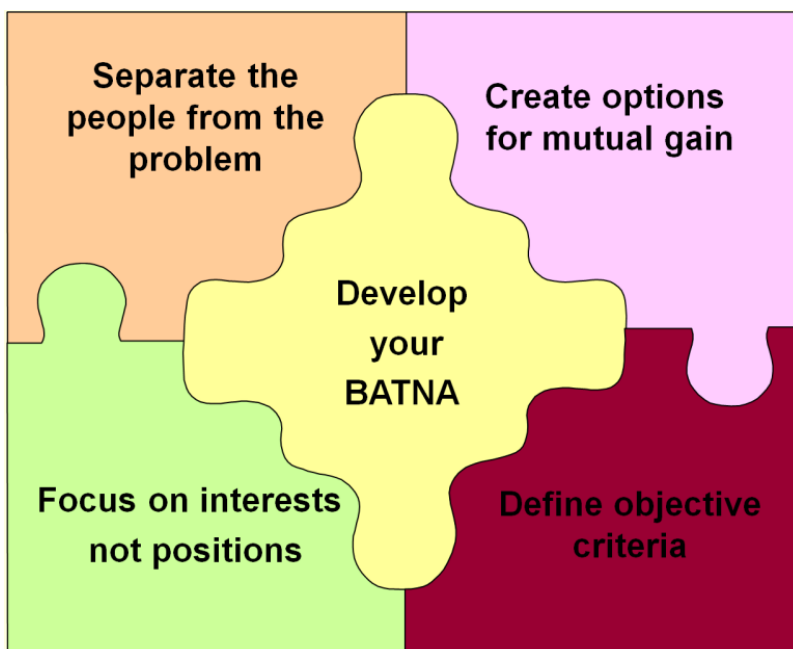 Separate the
people from the
problem
Create options
for mutual gain
Develop
your
BATNA
Focus on interests
not positions
Define objective
criteria